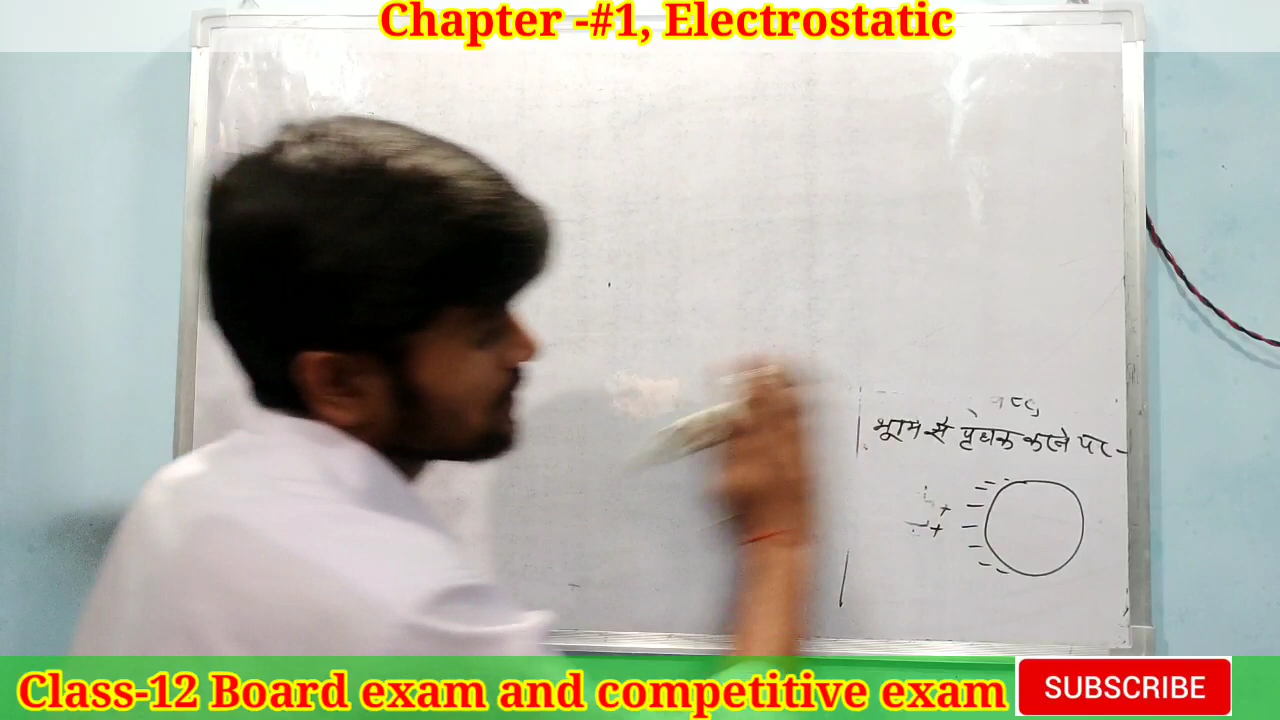 Chapter -#1, Electrostatic
भूमि से पृथक करने पर -
Class-12 Board exam and competitive exam
SUBSCRIBE